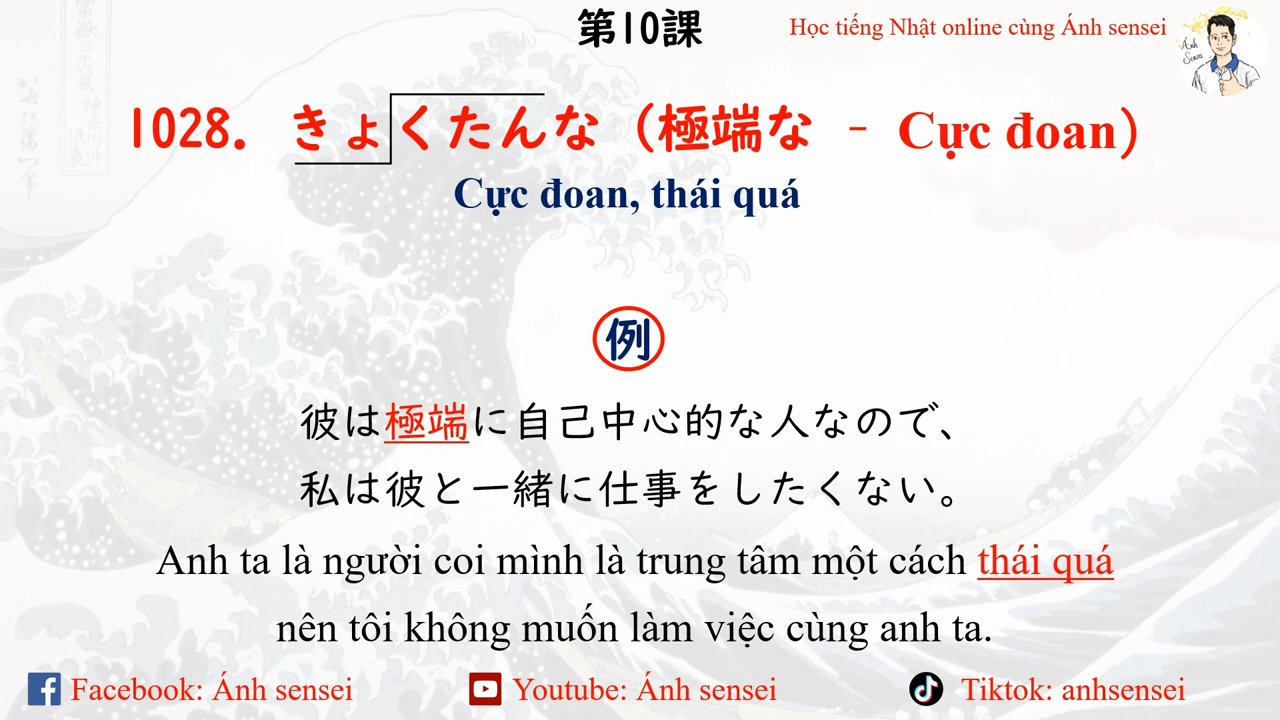 第10課
Học tiếng Nhật online cùng Ánh sensei
Ánh Sensei
1028. きょくたんな (極端な - Cực đoan)
Cực đoan, thái quá
例
彼は極端に自己中心的な人なので、
私は彼と一緒に仕事をしたくない。
Anh ta là người coi mình là trung tâm một cách thái quá
nên tôi không muốn làm việc cùng anh ta.
Facebook: Ánh sensei
Youtube: Ánh sensei
Tiktok: anhsensei